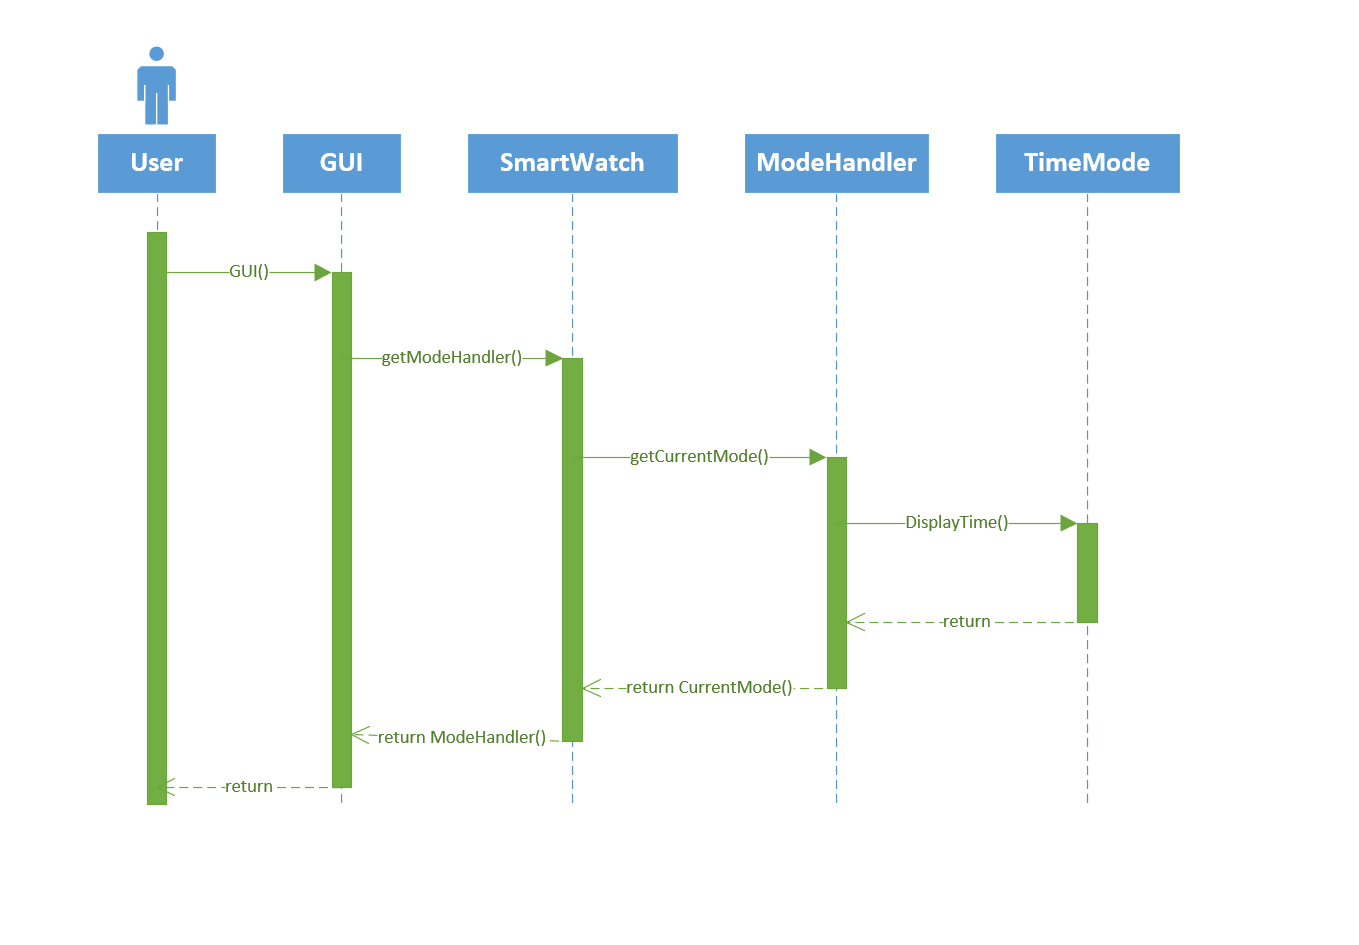 User
GUI
SmartWatch
ModeHandler
TimeMode
GUI()
getModeHandler()
getCurrentMode()
DisplayTime()
return
return CurrentMode()
return ModeHandler()
return